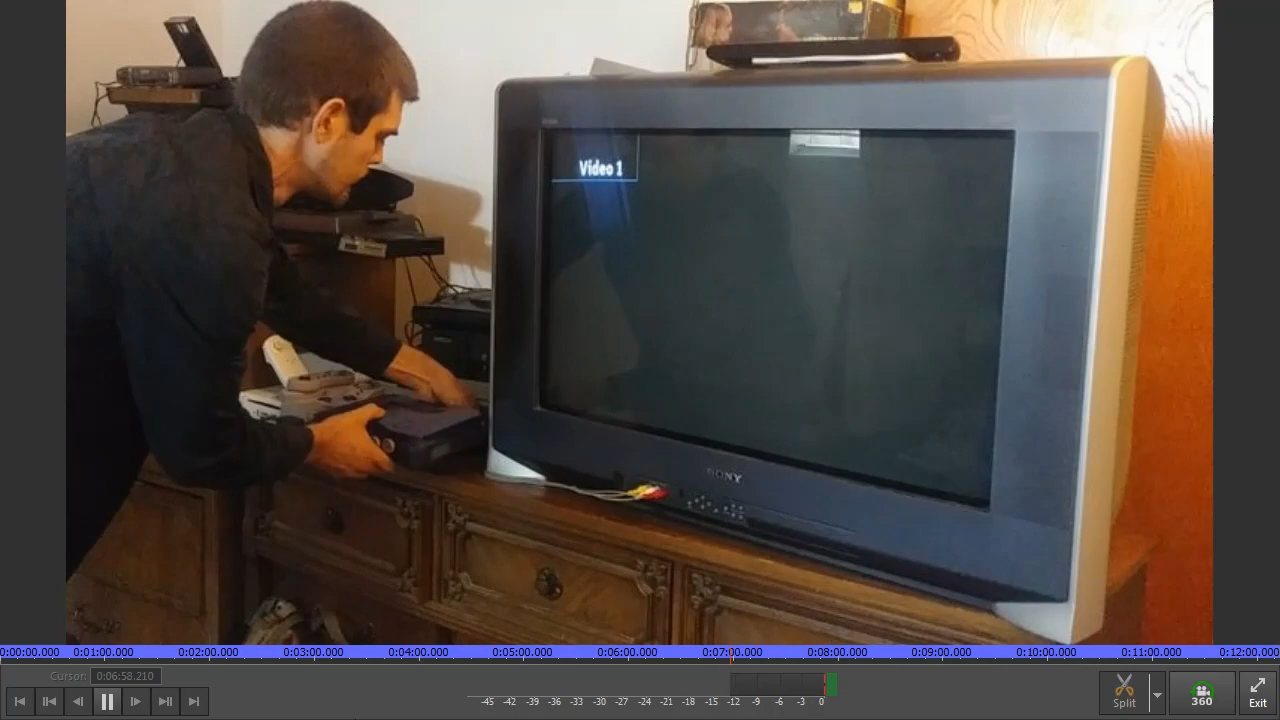 Video 1
SONY
0:00:00.000 0:01:00.000 0:02:00.000 0:03:00.000 0:04:00.000 0:05:00.000 0:06:00.000 0:07:00.000 0:08:00.000 0:09:00.000 0:10:00.000 0:11:00.000 0:12:00.000
Cursor: 0:06:58.210
-45 -42 -39 -36 -33 -30 -27 -24 -21 -18 -15 -12 -9 -6 -3 0
Split
360
Exit